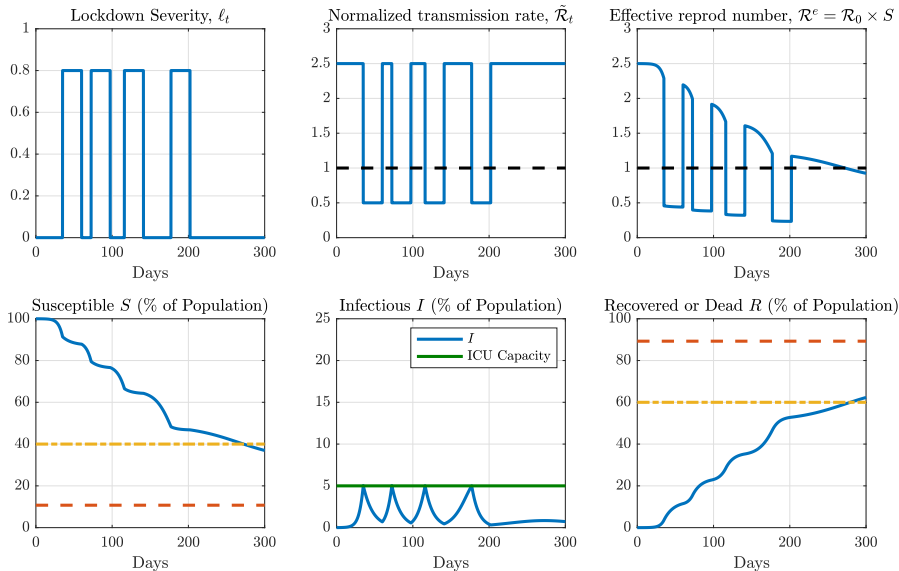 Lockdown Severity, ℓ_t
Normalized transmission rate, R̃_t
Effective reprod number, R^e = R_0 × S
1
0.8
0.6
0.4
0.2
0
0 100 200 300
Days
3
2.5
2
1.5
1
0.5
0
0 100 200 300
Days
3
2.5
2
1.5
1
0.5
0
0 100 200 300
Days
Susceptible S (% of Population)
Infectious I (% of Population)
Recovered or Dead R (% of Population)
100
80
60
40
20
0
0 100 200 300
Days
25
20
15
10
5
0
I
ICU Capacity
0 100 200 300
Days
100
80
60
40
20
0
0 100 200 300
Days